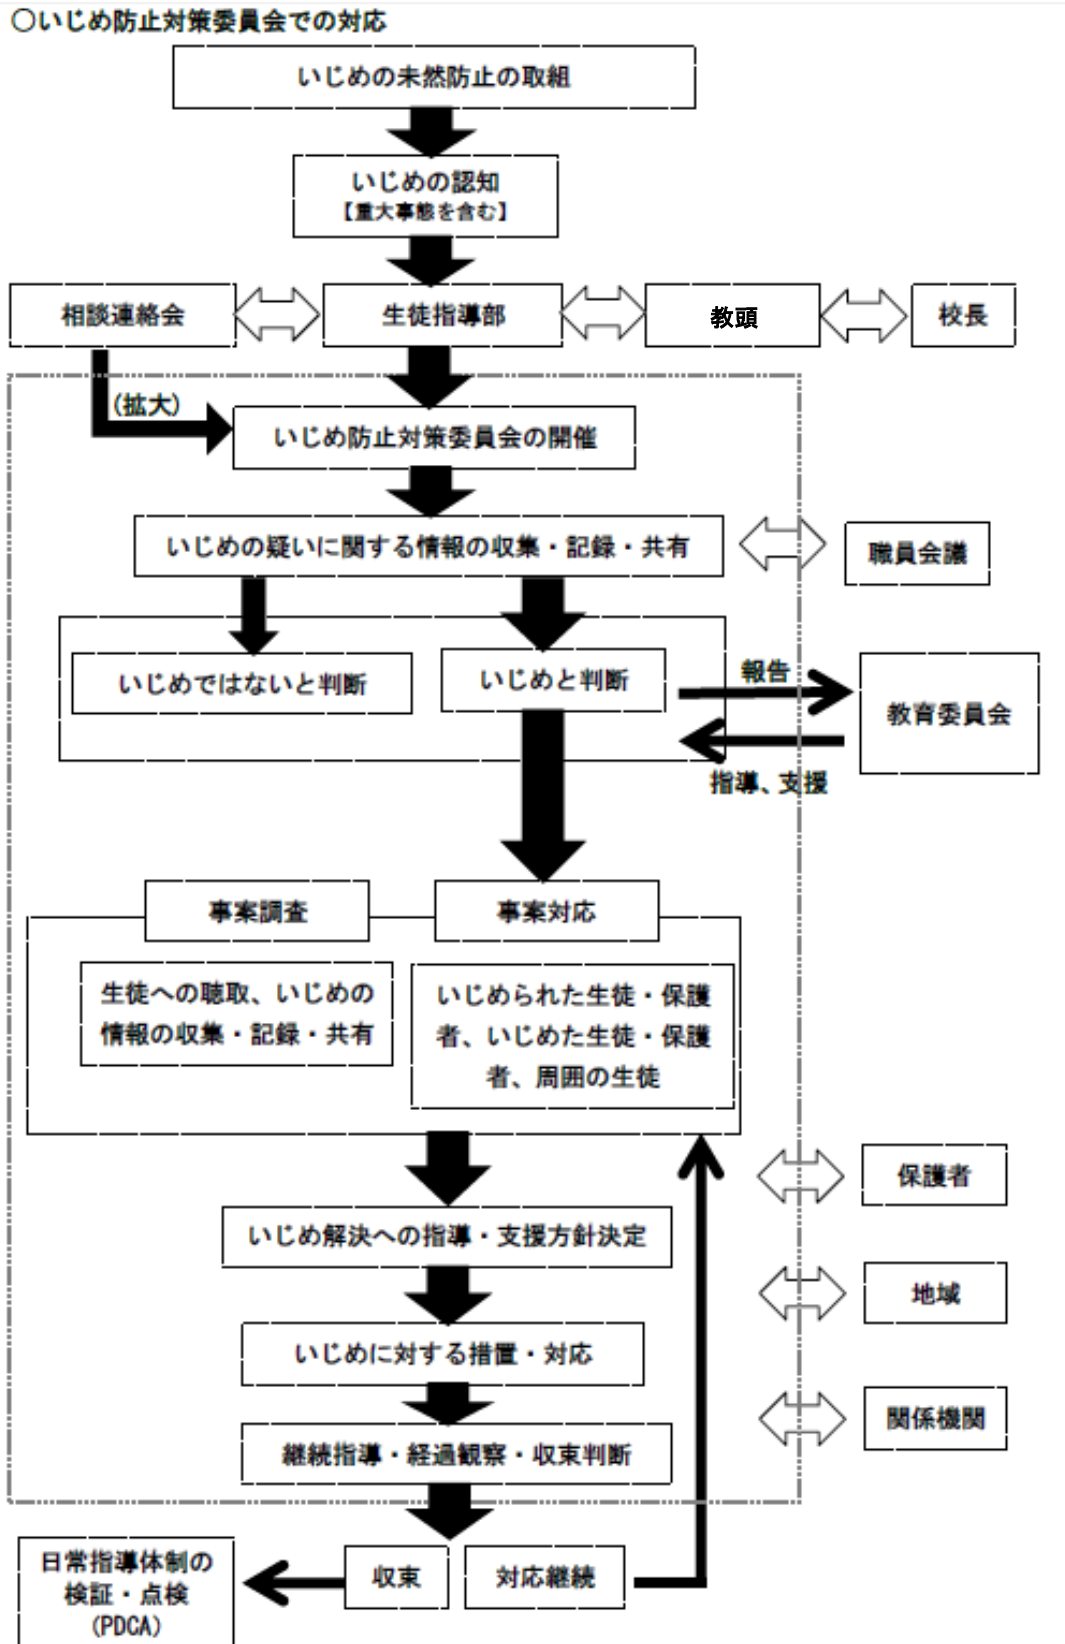 ○いじめ防止対策委員会での対応
いじめの未然防止の取組
いじめの認知
【重大事態を含む】
相談連絡会
生徒指導部
教頭
校長
(拡大)
いじめ防止対策委員会の開催
いじめの疑いに関する情報の収集・記録・共有
職員会議
いじめではないと判断
いじめと判断
報告
教育委員会
指導、支援
事案調査
事案対応
生徒への聴取、いじめの
情報の収集・記録・共有
いじめられた生徒・保護
者、いじめた生徒・保護
者、周囲の生徒
保護者
いじめ解決への指導・支援方針決定
地域
いじめに対する措置・対応
関係機関
継続指導・経過観察・収束判断
日常指導体制の
検証・点検
(PDCA)
収束
対応継続